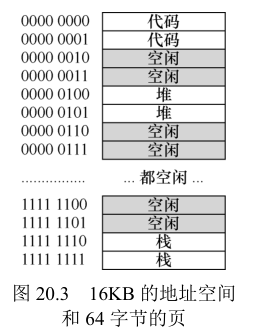 0000 0000 代码
0000 0001 代码
0000 0010 空闲
0000 0011 空闲
0000 0100 堆
0000 0101 堆
0000 0110 空闲
0000 0111 空闲
................ ... 都空闲 ...
1111 1100 空闲
1111 1101 空闲
1111 1110 栈
1111 1111 栈
图 20.3 16KB 的地址空间
和 64 字节的页